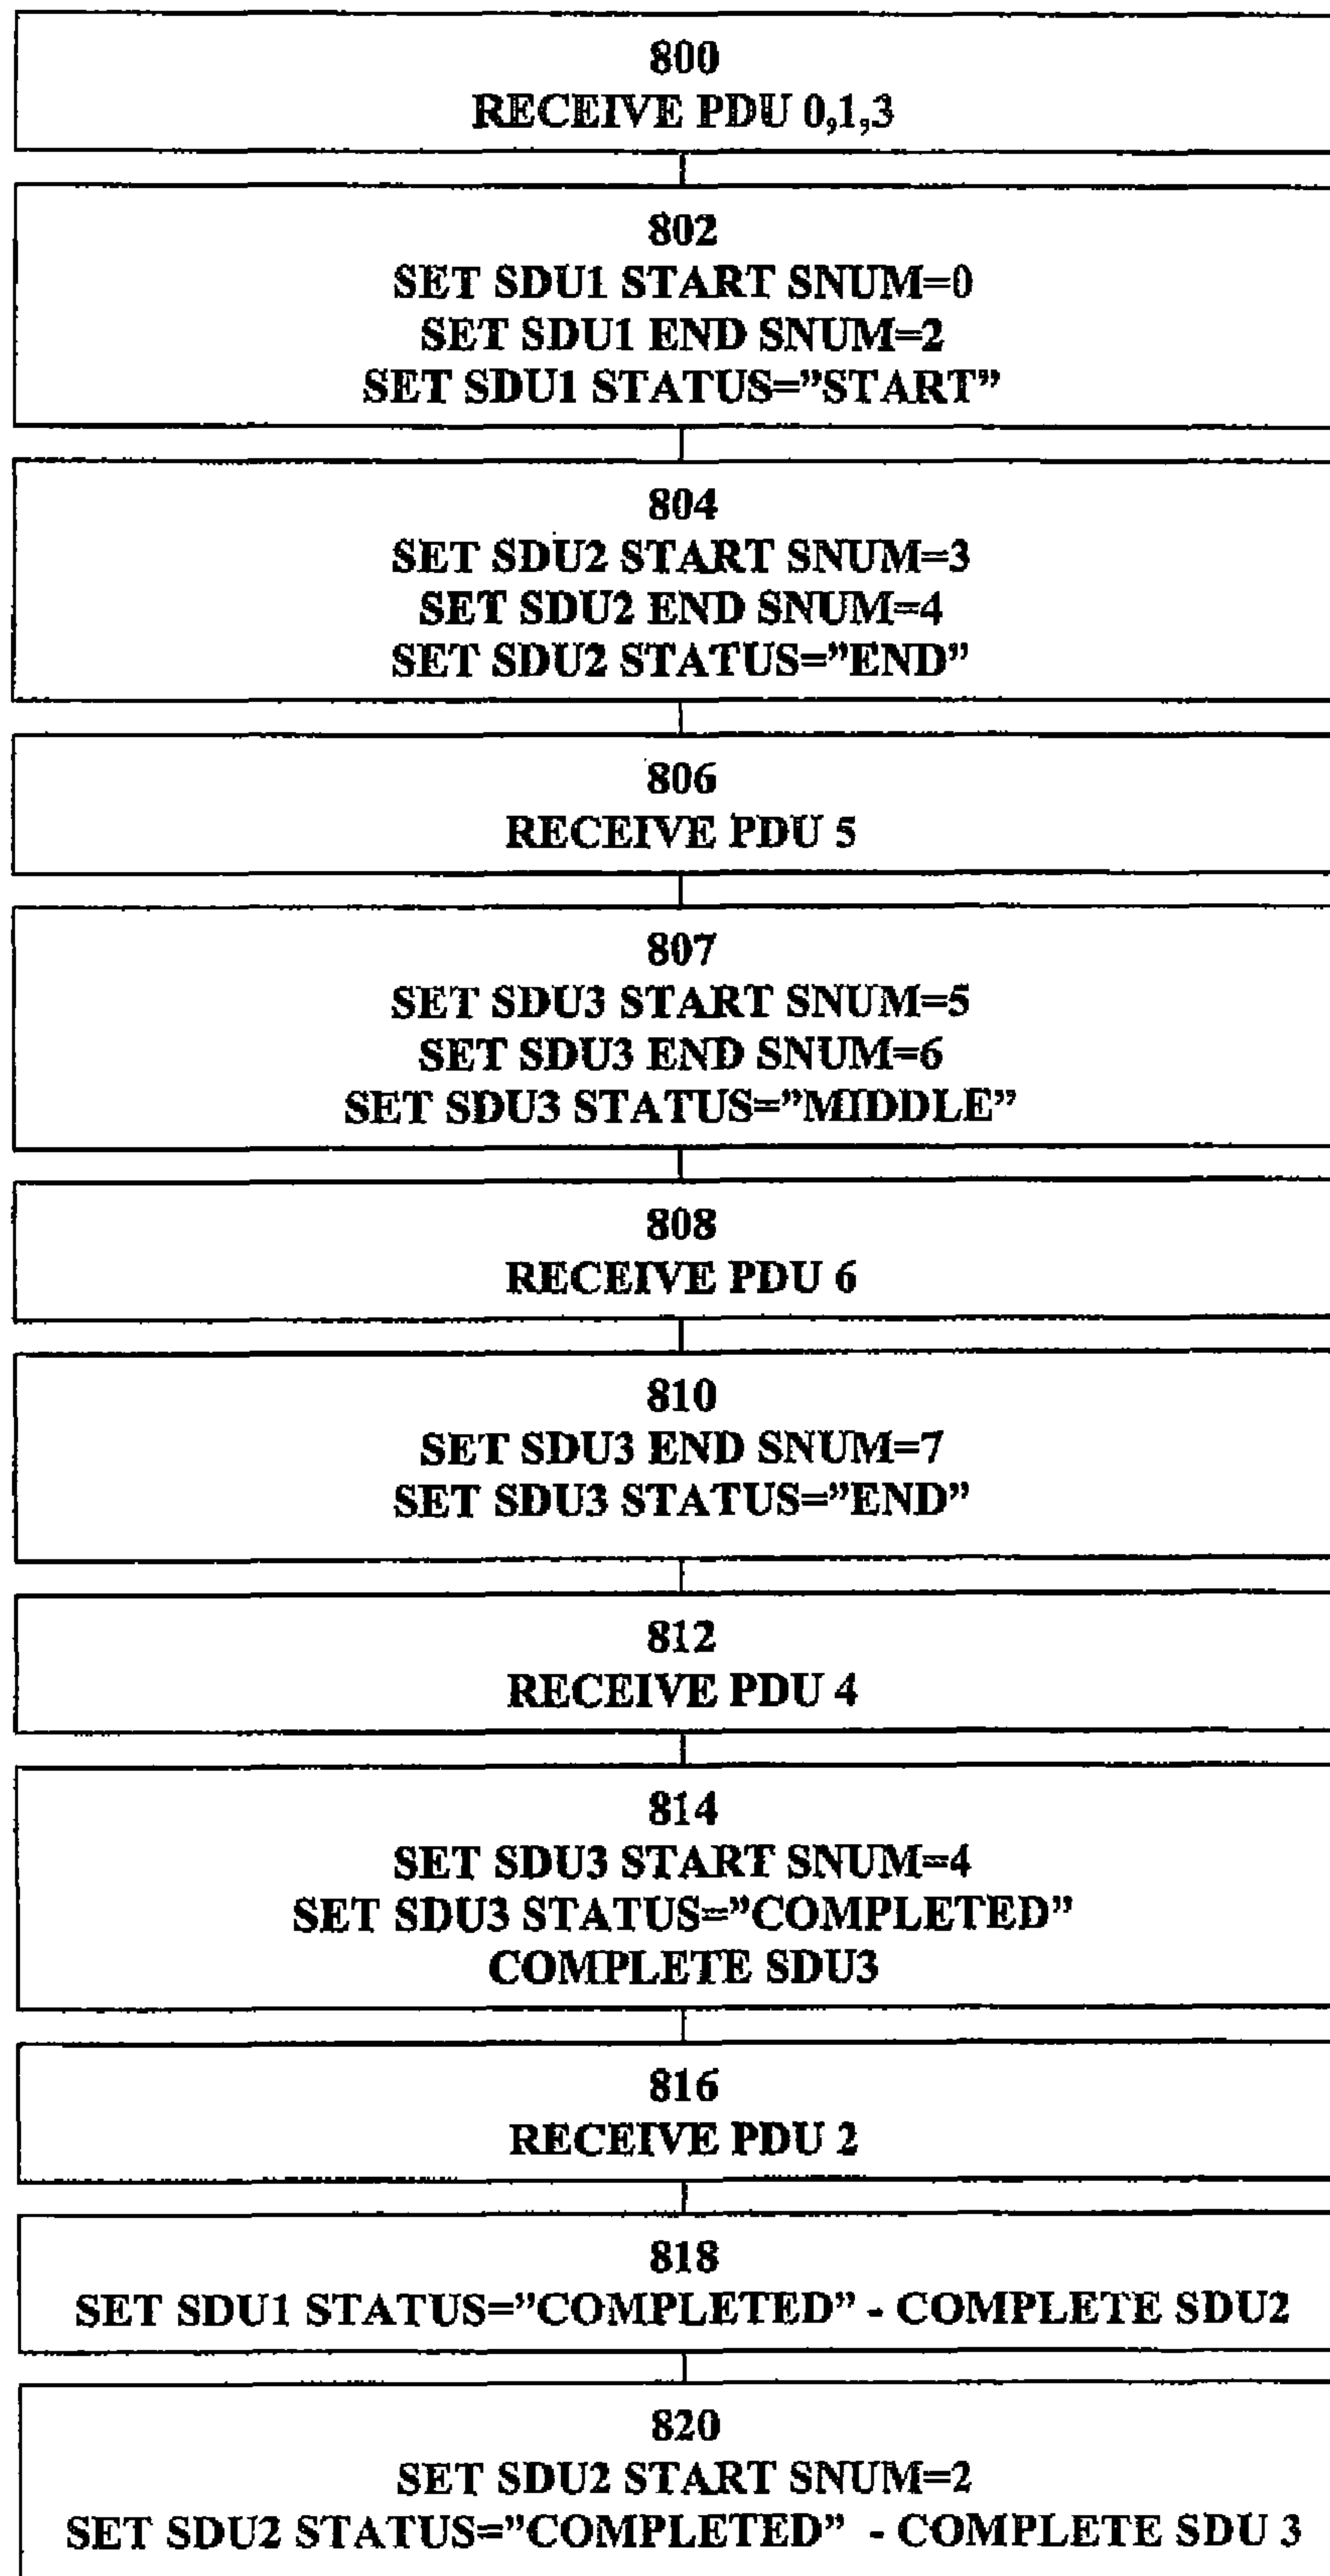 800
RECEIVE PDU 0,1,3
802
SET SDU1 START SNUM=0
SET SDU1 END SNUM=2
SET SDU1 STATUS=”START”
804
SET SDU2 START SNUM=3
SET SDU2 END SNUM=4
SET SDU2 STATUS=”END”
806
RECEIVE PDU 5
807
SET SDU3 START SNUM=5
SET SDU3 END SNUM=6
SET SDU3 STATUS=”MIDDLE”
808
RECEIVE PDU 6
810
SET SDU3 END SNUM=7
SET SDU3 STATUS=”END”
812
RECEIVE PDU 4
814
SET SDU3 START SNUM=4
SET SDU3 STATUS=”COMPLETED”
COMPLETE SDU3
816
RECEIVE PDU 2
818
SET SDU1 STATUS=”COMPLETED” - COMPLETE SDU2
820
SET SDU2 START SNUM=2
SET SDU2 STATUS=”COMPLETED” - COMPLETE SDU 3